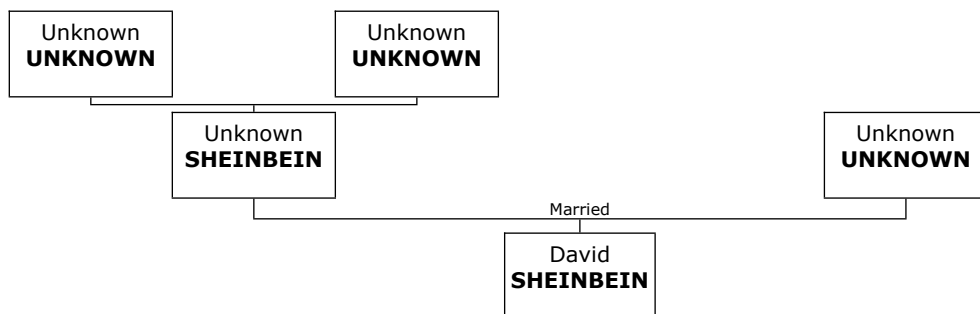 Unknown
UNKNOWN
Unknown
UNKNOWN
Unknown
SHEINBEIN
Unknown
UNKNOWN
Married
David
SHEINBEIN